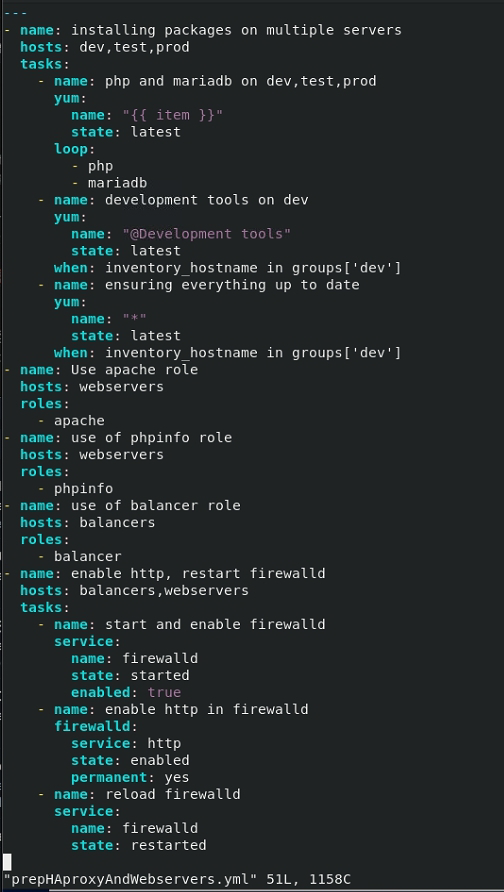 ---
- name: installing packages on multiple servers
  hosts: dev,test,prod
  tasks:
    - name: php and mariadb on dev,test,prod
      yum:
        name: "{{ item }}"
        state: latest
      loop:
        - php
        - mariadb
    - name: development tools on dev
      yum:
        name: "@Development tools"
        state: latest
      when: inventory_hostname in groups['dev']
    - name: ensuring everything up to date
      yum:
        name: "*"
        state: latest
      when: inventory_hostname in groups['dev']
- name: Use apache role
  hosts: webservers
  roles:
    - apache
- name: use of phpinfo role
  hosts: webservers
  roles:
    - phpinfo
- name: use of balancer role
  hosts: balancers
  roles:
    - balancer
- name: enable http, restart firewalld
  hosts: balancers,webservers
  tasks:
    - name: start and enable firewalld
      service:
        name: firewalld
        state: started
        enabled: true
    - name: enable http in firewalld
      firewalld:
        service: http
        state: enabled
        permanent: yes
    - name: reload firewalld
      service:
        name: firewalld
        state: restarted
"prepHAproxyAndWebservers.yml" 51L, 1158C